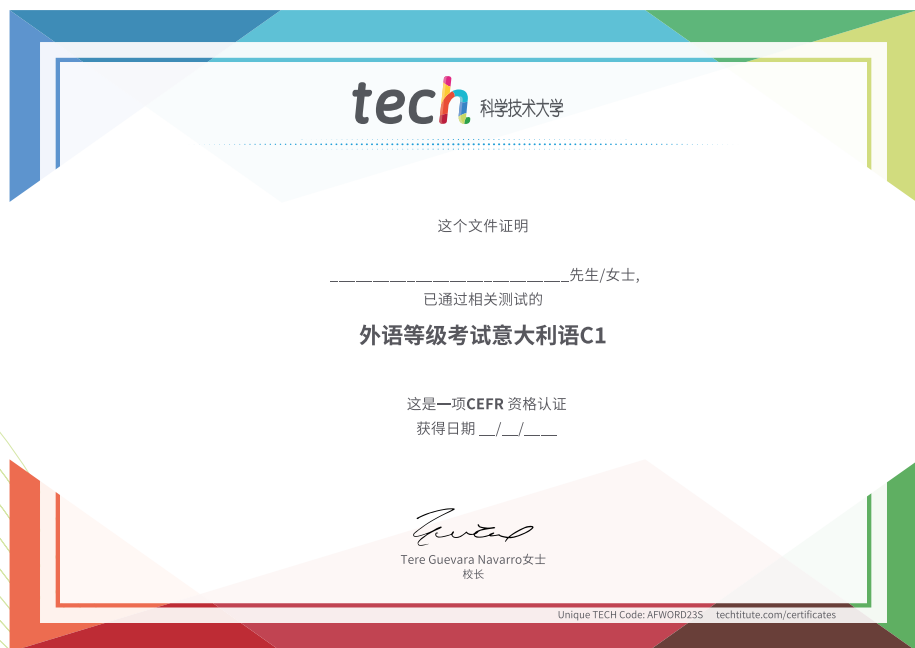 tech 科学技术大学
这个文件证明
____________________________先生/女士,
已通过相关测试的
外语等级考试意大利语C1
这是一项CEFR 资格认证
获得日期 __/__/____
Tere Guevara Navarro女士
校长
Unique TECH Code: AFWORD23S techtitute.com/certificates